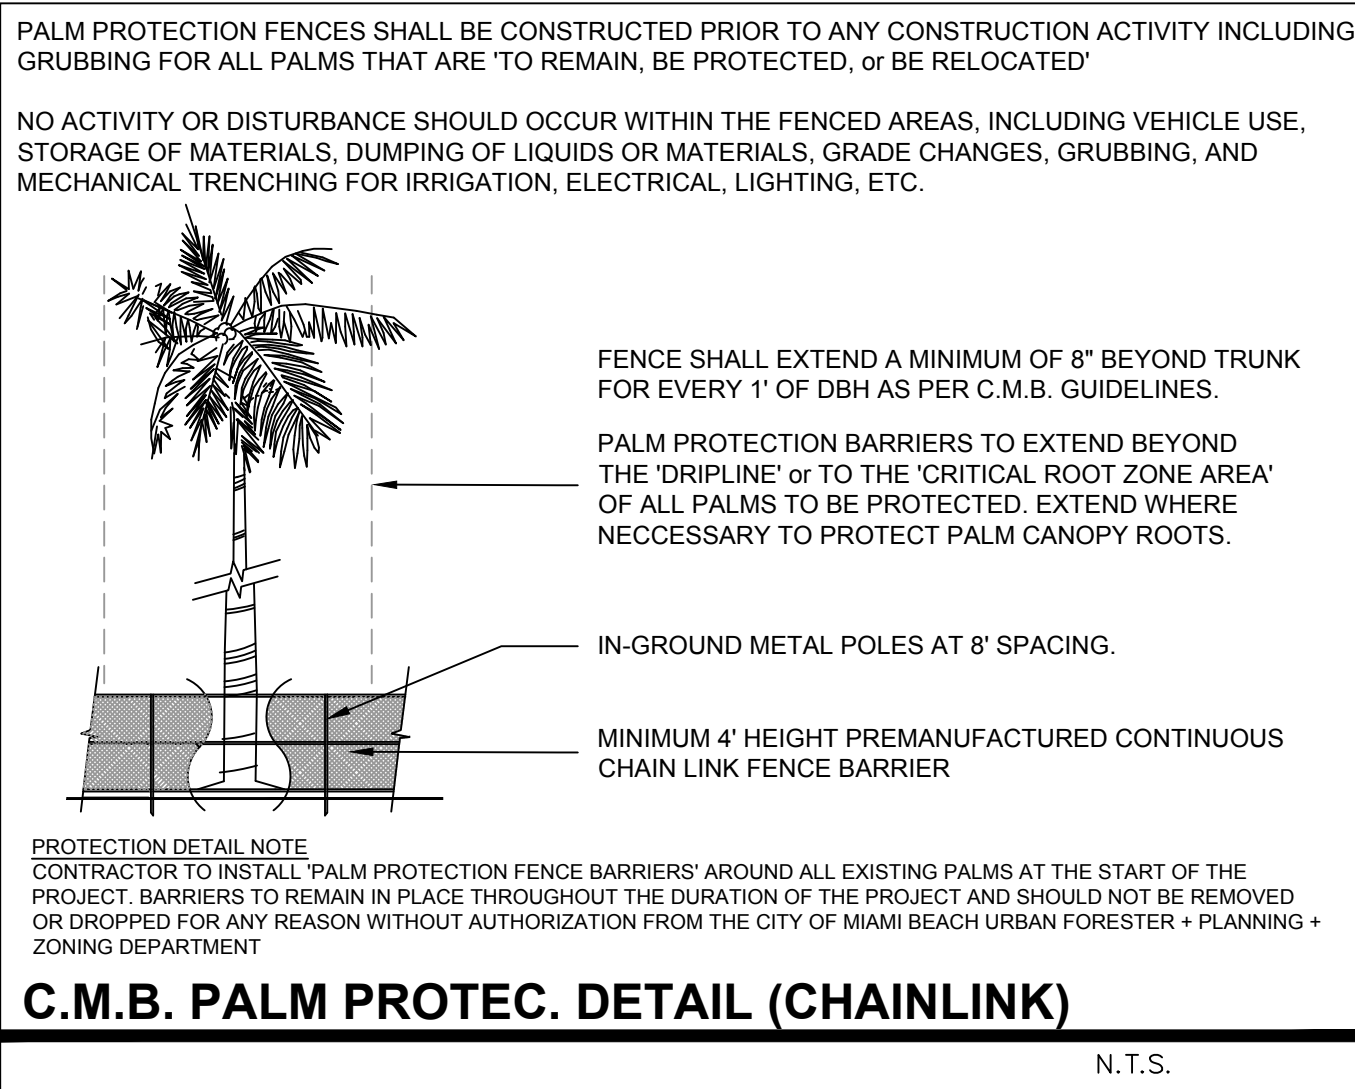 PALM PROTECTION FENCES SHALL BE CONSTRUCTED PRIOR TO ANY CONSTRUCTION ACTIVITY INCLUDING
GRUBBING FOR ALL PALMS THAT ARE 'TO REMAIN, BE PROTECTED, or BE RELOCATED'
NO ACTIVITY OR DISTURBANCE SHOULD OCCUR WITHIN THE FENCED AREAS, INCLUDING VEHICLE USE,
STORAGE OF MATERIALS, DUMPING OF LIQUIDS OR MATERIALS, GRADE CHANGES, GRUBBING, AND
MECHANICAL TRENCHING FOR IRRIGATION, ELECTRICAL, LIGHTING, ETC.
FENCE SHALL EXTEND A MINIMUM OF 8" BEYOND TRUNK
FOR EVERY 1' OF DBH AS PER C.M.B. GUIDELINES.
PALM PROTECTION BARRIERS TO EXTEND BEYOND
THE 'DRIPLINE' or TO THE 'CRITICAL ROOT ZONE AREA'
OF ALL PALMS TO BE PROTECTED. EXTEND WHERE
NECCESSARY TO PROTECT PALM CANOPY ROOTS.
IN-GROUND METAL POLES AT 8' SPACING.
MINIMUM 4' HEIGHT PREMANUFACTURED CONTINUOUS
CHAIN LINK FENCE BARRIER
PROTECTION DETAIL NOTE
CONTRACTOR TO INSTALL 'PALM PROTECTION FENCE BARRIERS' AROUND ALL EXISTING PALMS AT THE START OF THE
PROJECT. BARRIERS TO REMAIN IN PLACE THROUGHOUT THE DURATION OF THE PROJECT AND SHOULD NOT BE REMOVED
OR DROPPED FOR ANY REASON WITHOUT AUTHORIZATION FROM THE CITY OF MIAMI BEACH URBAN FORESTER + PLANNING +
ZONING DEPARTMENT
C.M.B. PALM PROTEC. DETAIL (CHAINLINK)
N.T.S.